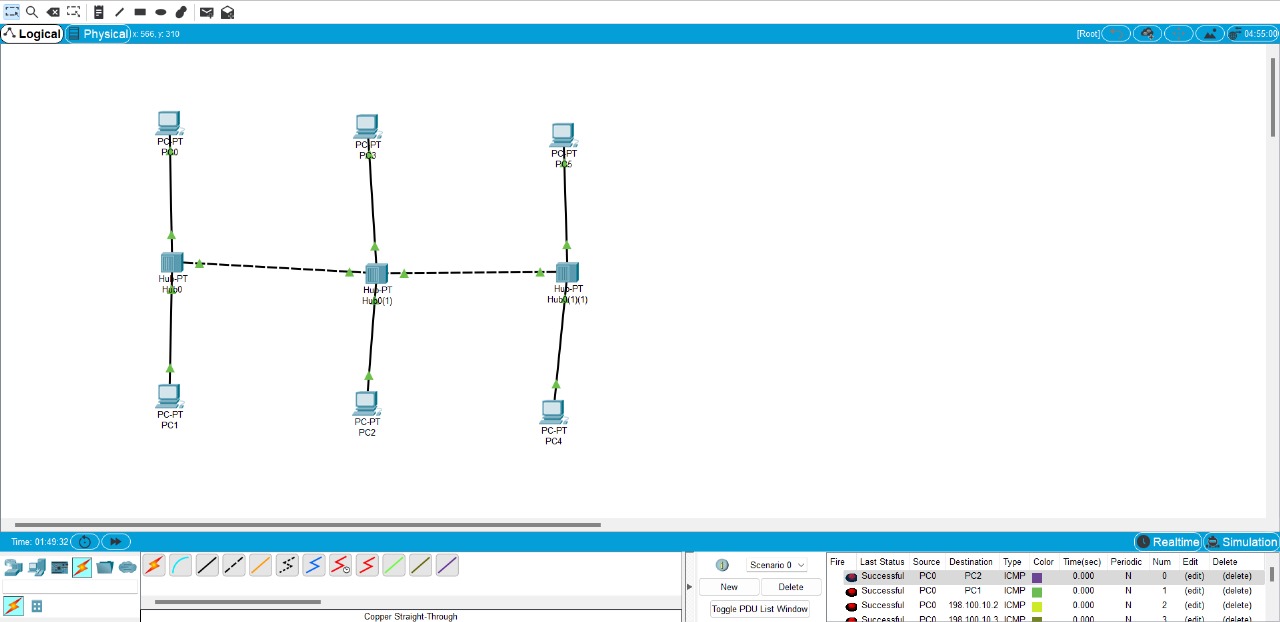 Logical Physical x: 566, y: 310 [Root] 04:55:00
PC-PT
PC0
PC-PT
PC3
PC-PT
PC5
Hub-PT
Hub0
Hub-PT
Hub0(1)
Hub-PT
Hub0(1)(1)
PC-PT
PC1
PC-PT
PC2
PC-PT
PC4
Time: 01:49:32 Realtime Simulation
Scenario 0
New Delete
Toggle PDU List Window
Copper Straight-Through
Fire Last Status Source Destination Type Color Time(sec) Periodic Num Edit Delete
Successful PC0 PC2 ICMP 0.000 N 0 (edit) (delete)
Successful PC0 PC1 ICMP 0.000 N 1 (edit) (delete)
Successful PC0 198.100.10.2 ICMP 0.000 N 2 (edit) (delete)
Successful PC0 198.100.10.3 ICMP 0.000 N 3 (edit) (delete)